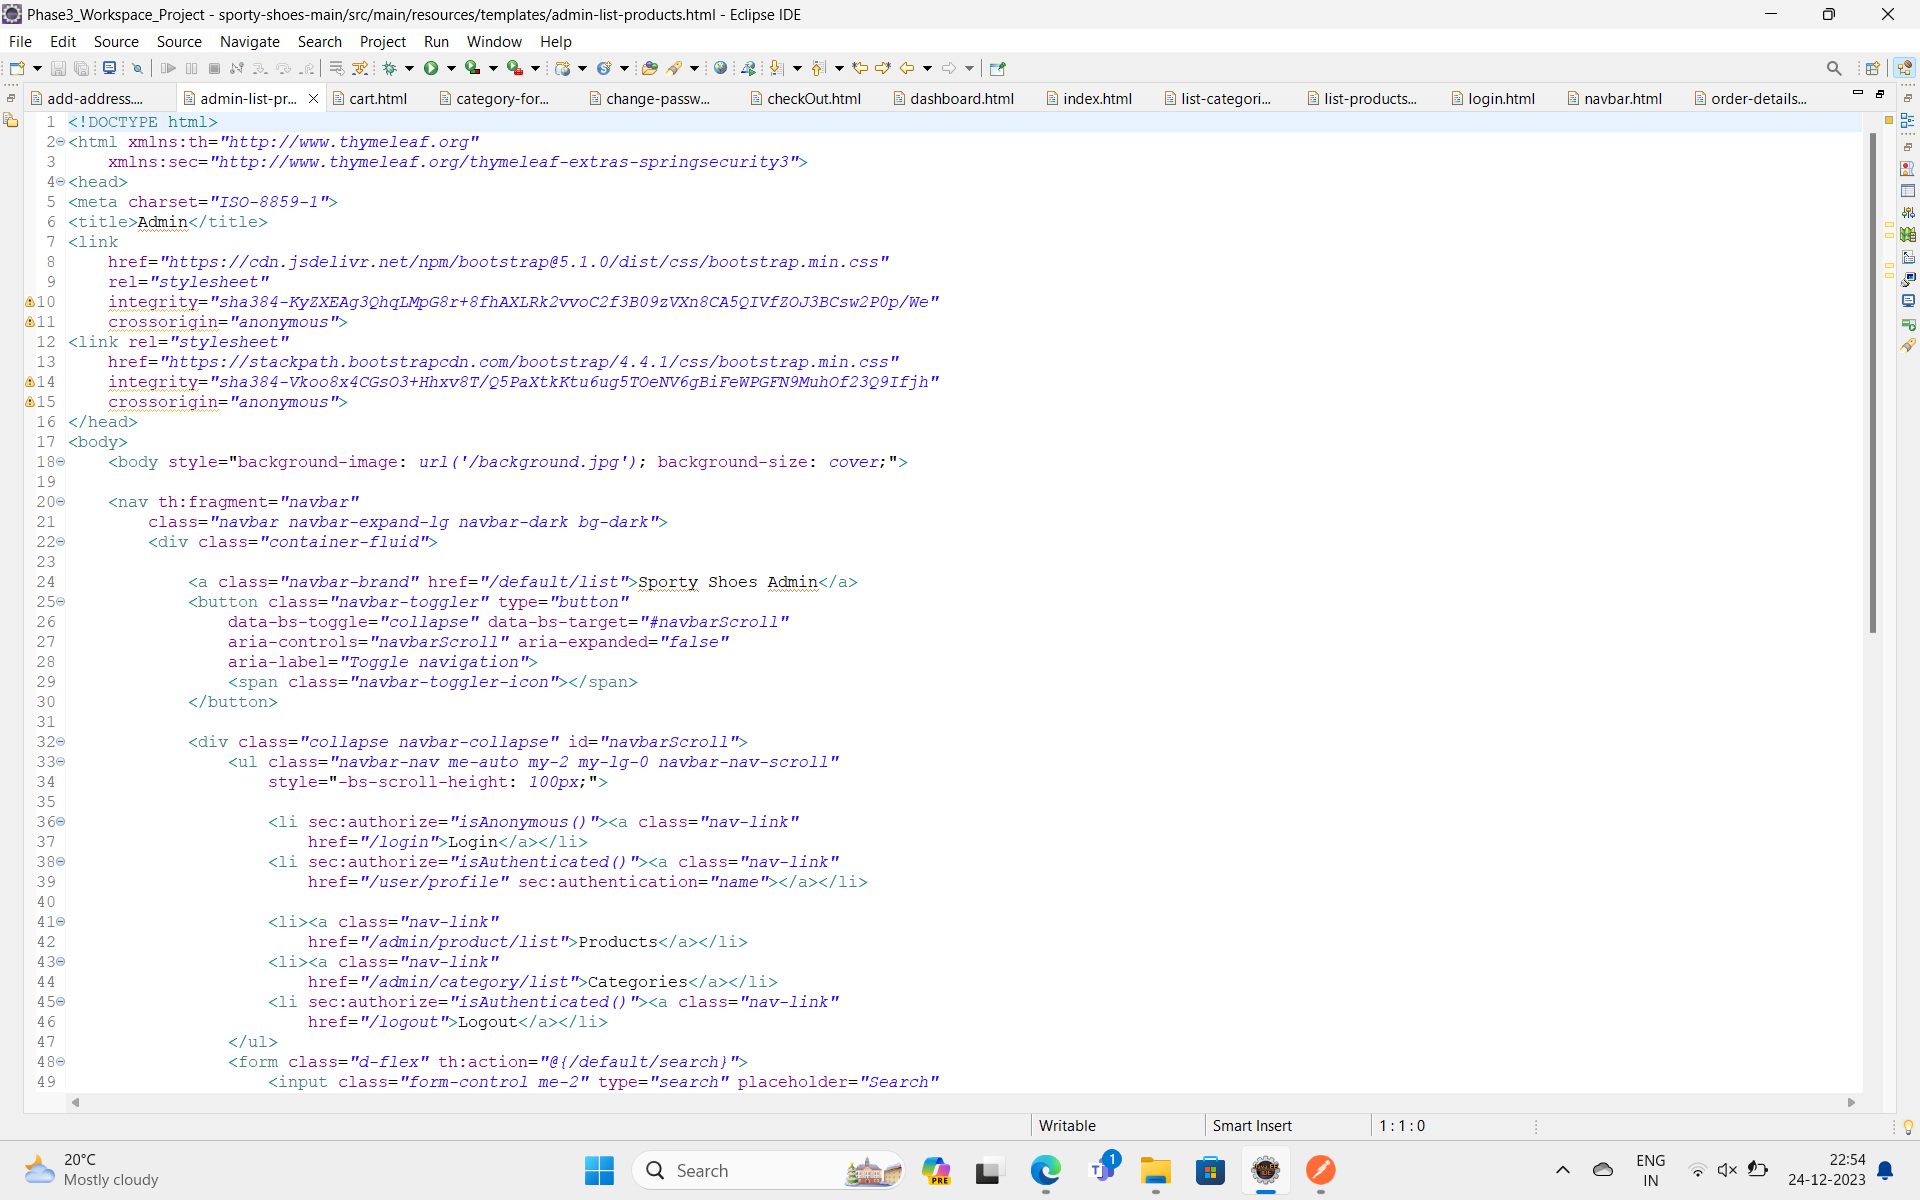 Phase3_Workspace_Project - sporty-shoes-main/src/main/resources/templates/admin-list-products.html - Eclipse IDE
File Edit Source Source Navigate Search Project Run Window Help
add-address.... admin-list-pr... cart.html category-for... change-passw... checkOut.html dashboard.html index.html list-categori... list-products... login.html navbar.html order-details...
1 <!DOCTYPE html>
2 <html xmlns:th="http://www.thymeleaf.org"
3 xmlns:sec="http://www.thymeleaf.org/thymeleaf-extras-springsecurity3">
4 <head>
5 <meta charset="ISO-8859-1">
6 <title>Admin</title>
7 <link
8 href="https://cdn.jsdelivr.net/npm/bootstrap@5.1.0/dist/css/bootstrap.min.css"
9 rel="stylesheet"
10 integrity="sha384-KyZXEAg3QhqLMpG8r+8fhAXLRk2vvoC2f3B09zVXn8CA5QIVfZOJ3BCsw2P0p/We"
11 crossorigin="anonymous">
12 <link rel="stylesheet"
13 href="https://stackpath.bootstrapcdn.com/bootstrap/4.4.1/css/bootstrap.min.css"
14 integrity="sha384-Vkoo8x4CGsO3+Hhxv8T/Q5PaXtkKtu6ug5TOeNV6gBiFeWPGFN9MuhOf23Q9Ifjh"
15 crossorigin="anonymous">
16 </head>
17 <body>
18 <body style="background-image: url('/background.jpg'); background-size: cover;">
19
20 <nav th:fragment="navbar"
21 class="navbar navbar-expand-lg navbar-dark bg-dark">
22 <div class="container-fluid">
23
24 <a class="navbar-brand" href="/default/list">Sporty Shoes Admin</a>
25 <button class="navbar-toggler" type="button"
26 data-bs-toggle="collapse" data-bs-target="#navbarScroll"
27 aria-controls="navbarScroll" aria-expanded="false"
28 aria-label="Toggle navigation">
29 <span class="navbar-toggler-icon"></span>
30 </button>
31
32 <div class="collapse navbar-collapse" id="navbarScroll">
33 <ul class="navbar-nav me-auto my-2 my-lg-0 navbar-nav-scroll"
34 style="-bs-scroll-height: 100px;">
35
36 <li sec:authorize="isAnonymous()"><a class="nav-link"
37 href="/login">Login</a></li>
38 <li sec:authorize="isAuthenticated()"><a class="nav-link"
39 href="/user/profile" sec:authentication="name"></a></li>
40
41 <li><a class="nav-link"
42 href="/admin/product/list">Products</a></li>
43 <li><a class="nav-link"
44 href="/admin/category/list">Categories</a></li>
45 <li sec:authorize="isAuthenticated()"><a class="nav-link"
46 href="/logout">Logout</a></li>
47 </ul>
48 <form class="d-flex" th:action="@{/default/search}">
49 <input class="form-control me-2" type="search" placeholder="Search"
Writable Smart Insert 1 : 1 : 0
20°C
Mostly cloudy
Search
PRE
1
ENG
IN
22:54
24-12-2023